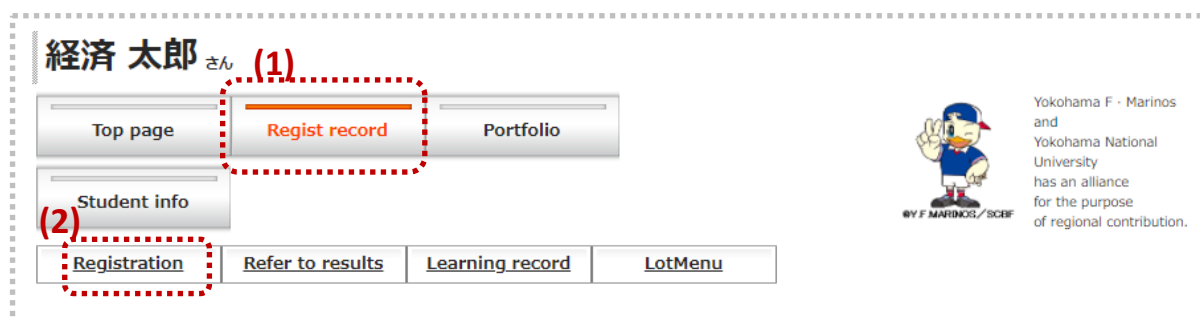 経済 太郎 さん
(1)
Top page
Regist record
Portfolio
Student info
(2)
Registration
Refer to results
Learning record
LotMenu
©Y.F.MARINOS/SCBF
Yokohama F・Marinos
and
Yokohama National
University
has an alliance
for the purpose
of regional contribution.